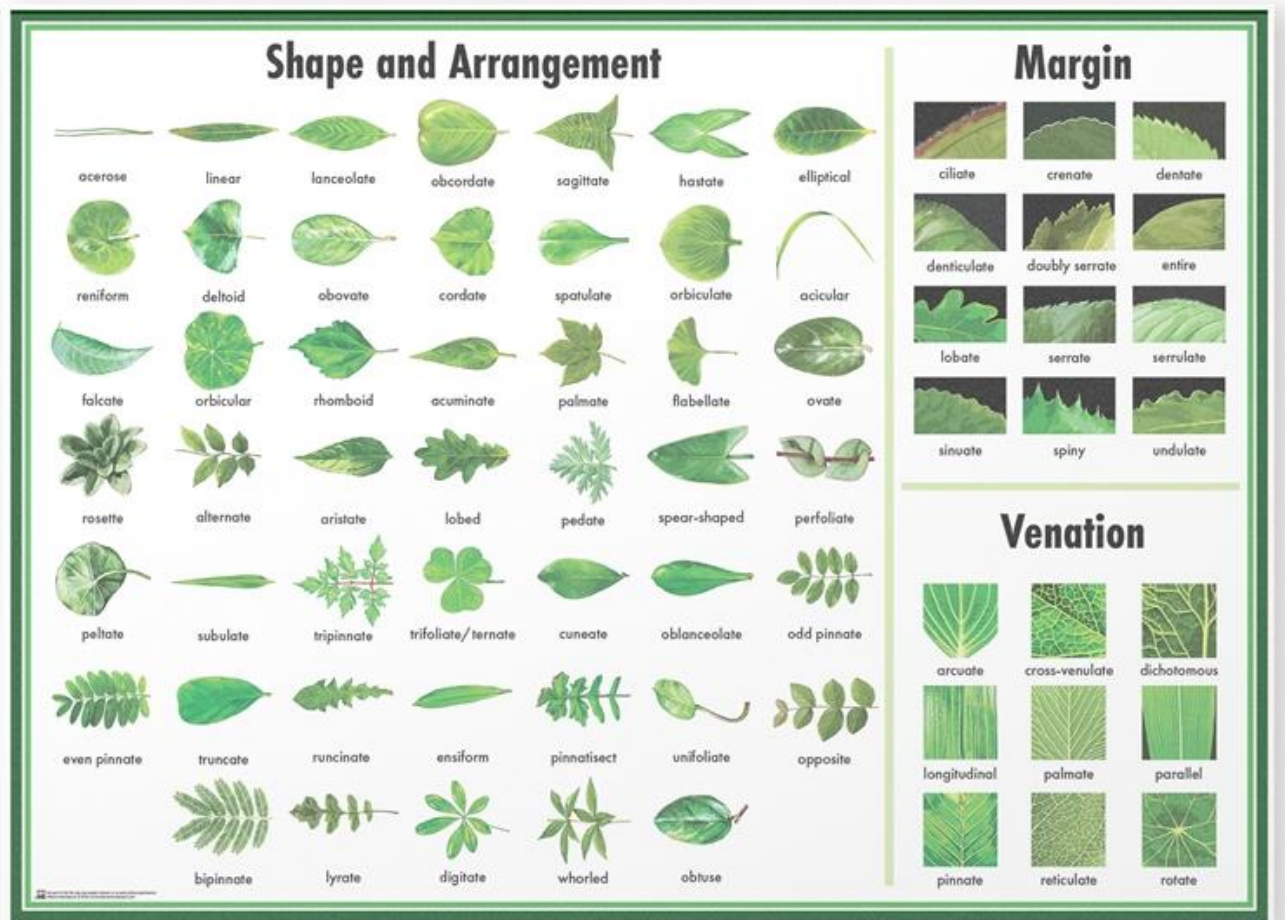 Shape and Arrangement
acerose linear lanceolate obcordate sagittate hastate elliptical
reniform deltoid obovate cordate spatulate orbiculate acicular
falcate orbicular rhomboid acuminate palmate flabellate ovate
rosette alternate aristate lobed pedate spear-shaped perfoliate
peltate subulate tripinnate trifoliate/ternate cuneate oblanceolate odd pinnate
even pinnate truncate runcinate ensiform pinnatisect unifoliate opposite
bipinnate lyrate digitate whorled obtuse
Margin
ciliate crenate dentate
denticulate doubly serrate entire
lobate serrate serrulate
sinuate spiny undulate
Venation
arcuate cross-venulate dichotomous
longitudinal palmate parallel
pinnate reticulate rotate